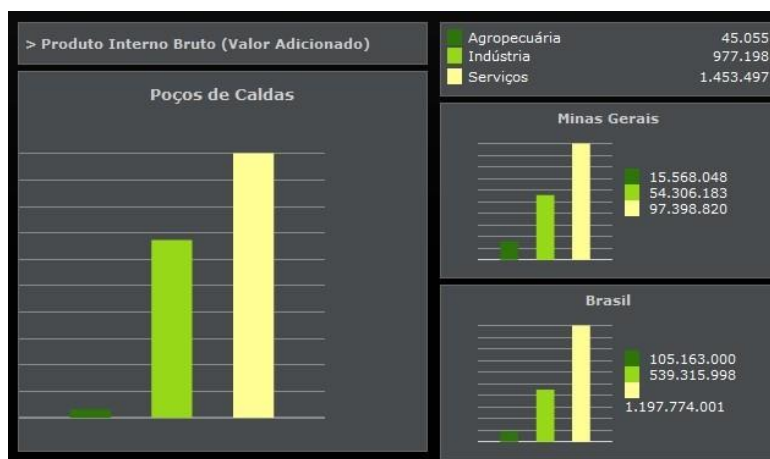 > Produto Interno Bruto (Valor Adicionado)
Agropecuária 45.055
Indústria 977.198
Serviços 1.453.497
Poços de Caldas
Minas Gerais
15.568.048
54.306.183
97.398.820
Brasil
105.163.000
539.315.998
1.197.774.001